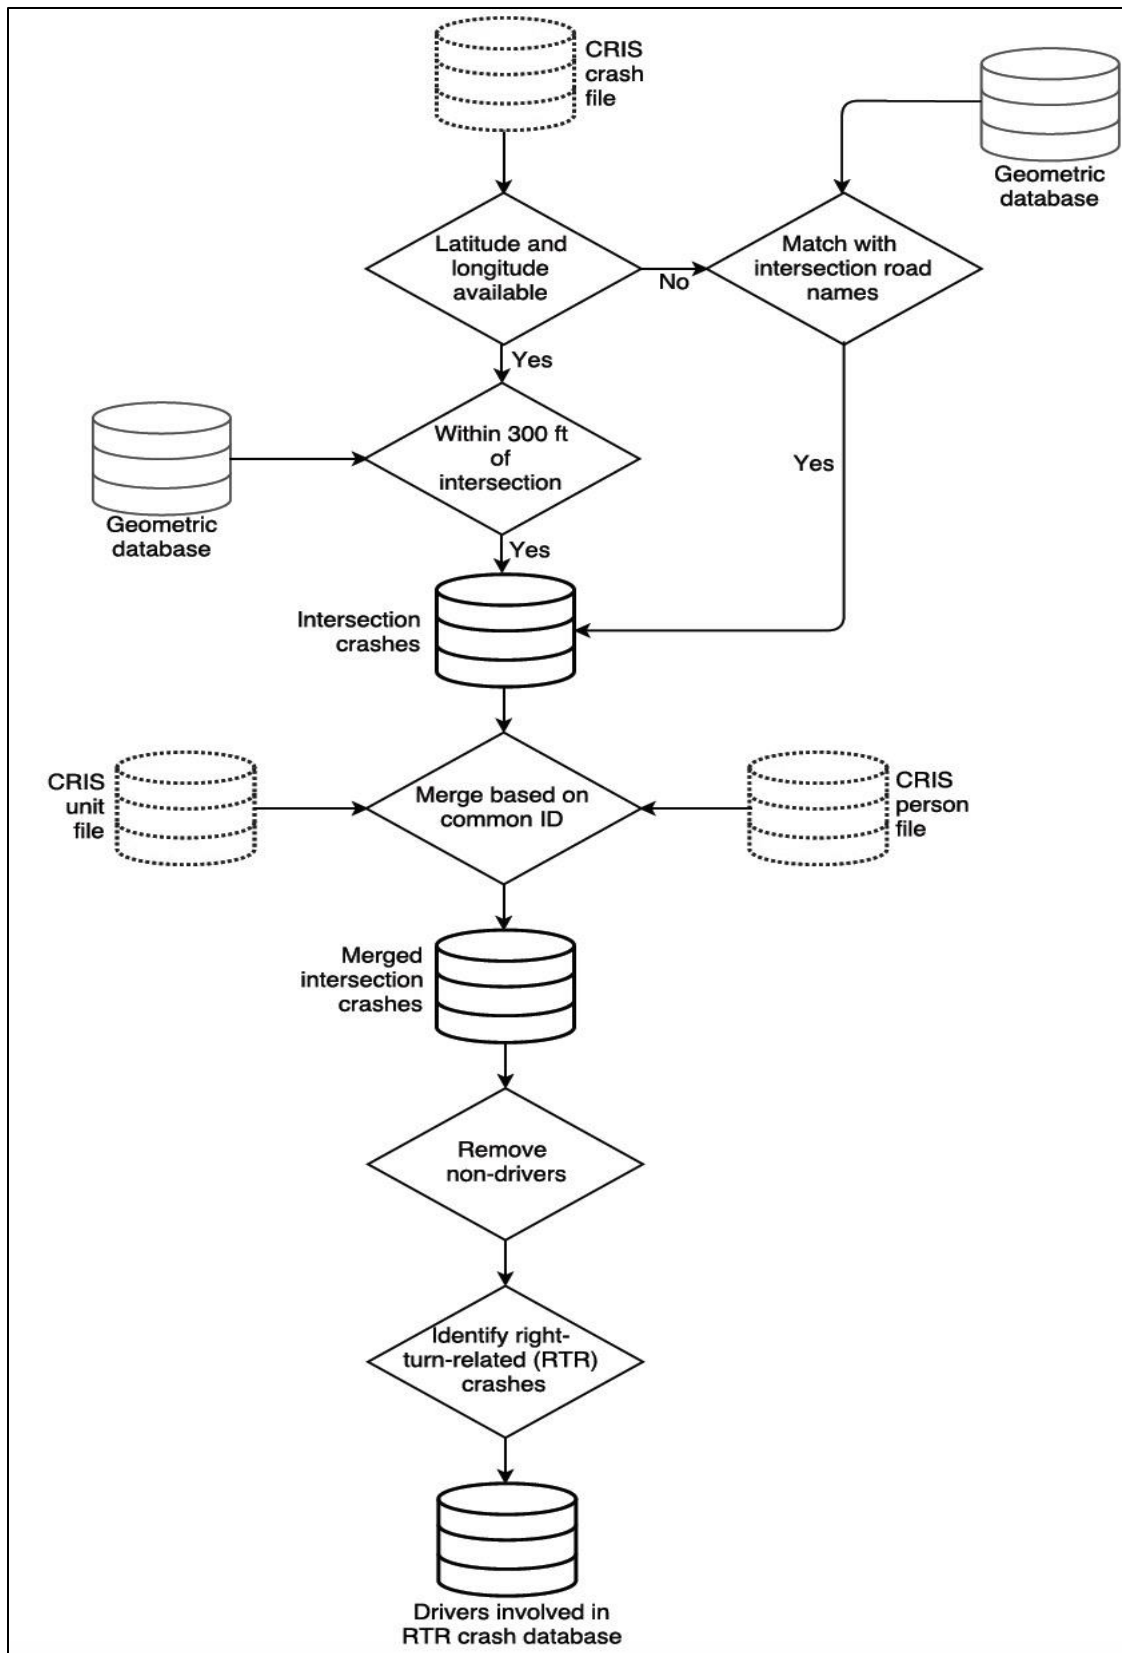 CRIS
crash
file
Geometric
database
Latitude and
longitude
available
No
Match with
intersection road
names
Yes
Within 300 ft
of
intersection
Geometric
database
Yes
Yes
Intersection
crashes
CRIS
unit
file
Merge based on
common ID
CRIS
person
file
Merged
intersection
crashes
Remove
non-drivers
Identify right-
turn-related (RTR)
crashes
Drivers involved in
RTR crash database